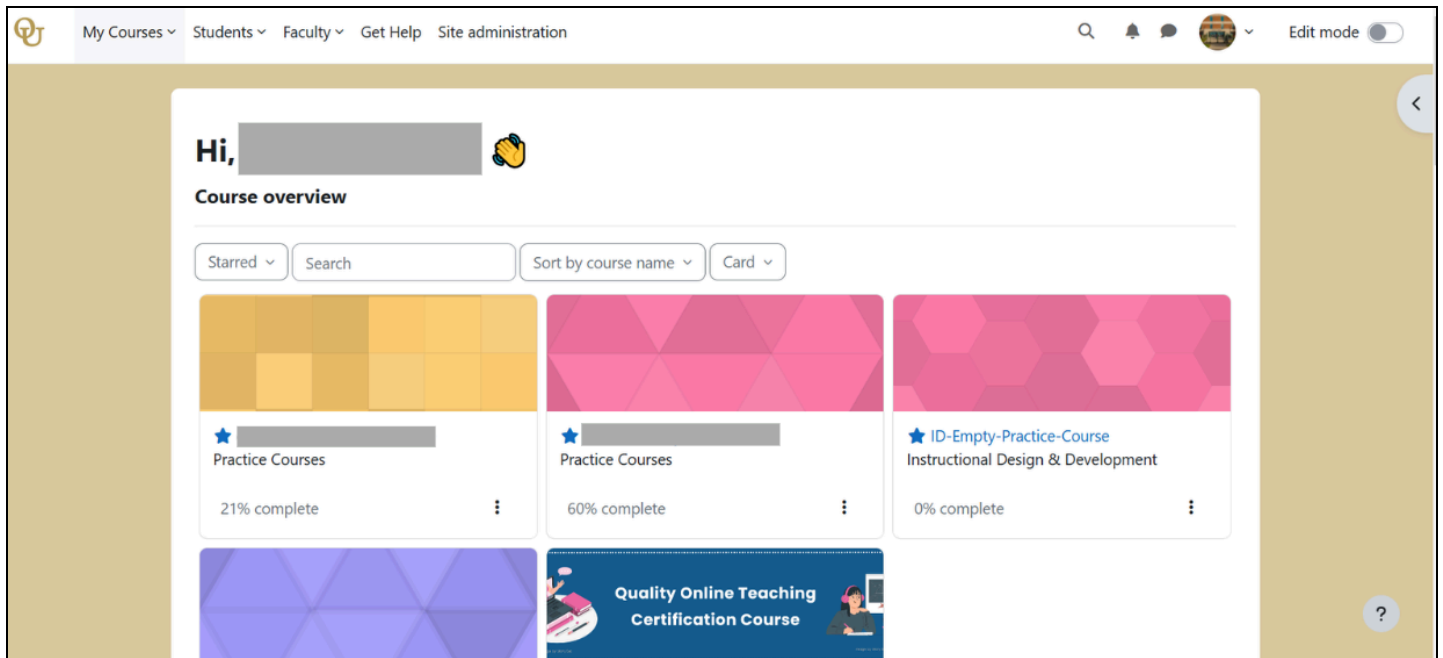 OU
My Courses Students Faculty Get Help Site administration Edit mode
Hi,
Course overview
Starred Search Sort by course name Card
Practice Courses
21% complete
Practice Courses
60% complete
ID-Empty-Practice-Course
Instructional Design & Development
0% complete
Quality Online Teaching
Certification Course
?